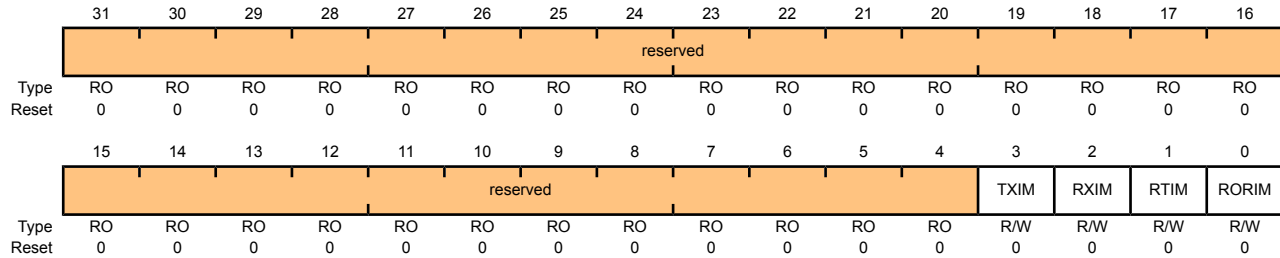 31 30 29 28 27 26 25 24 23 22 21 20 19 18 17 16
reserved
Type RO RO RO RO RO RO RO RO RO RO RO RO RO RO RO RO
Reset 0 0 0 0 0 0 0 0 0 0 0 0 0 0 0 0
15 14 13 12 11 10 9 8 7 6 5 4 3 2 1 0
reserved TXIM RXIM RTIM RORIM
Type RO RO RO RO RO RO RO RO RO RO RO RO R/W R/W R/W R/W
Reset 0 0 0 0 0 0 0 0 0 0 0 0 0 0 0 0